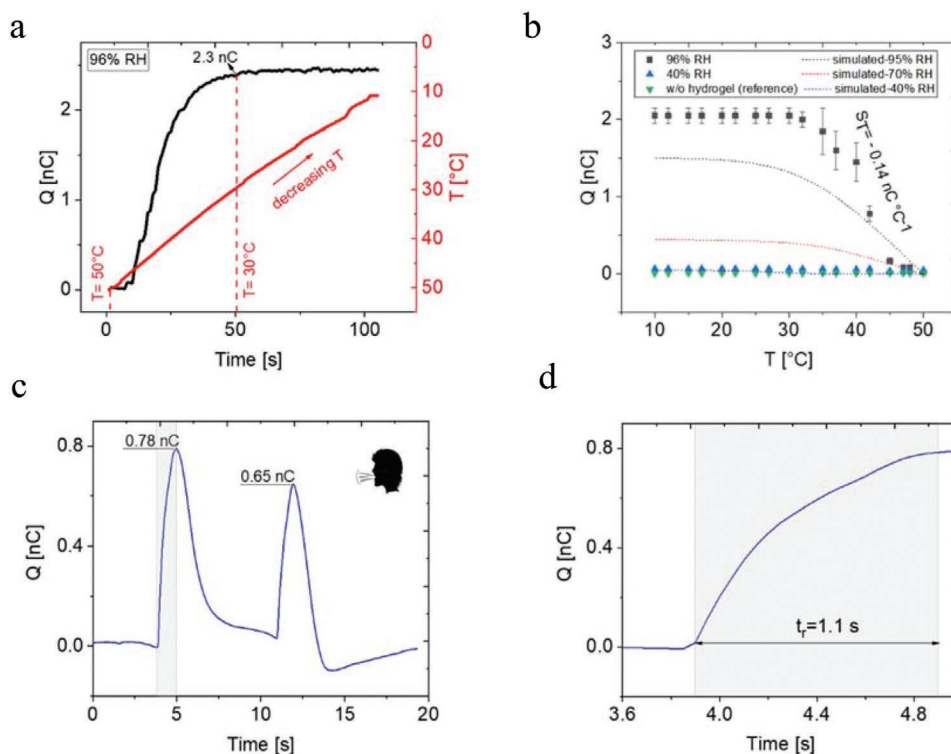 a
96% RH
2.3 nC
decreasing T
T=50°C
T= 30°C
Q [nC]
0
1
2
T [°C]
0
10
20
30
40
50
0
50
100
Time [s]
b
96% RH
40% RH
w/o hydrogel (reference)
simulated-95% RH
simulated-70% RH
simulated-40% RH
S_T= - 0.14 nC°C-1
Q [nC]
0
1
2
3
10
20
30
40
50
T [°C]
c
0.78 nC
0.65 nC
Q [nC]
0.0
0.4
0.8
0
5
10
15
20
Time [s]
d
t_r=1.1 s
Q [nC]
0.0
0.4
0.8
3.6
4.0
4.4
4.8
Time [s]